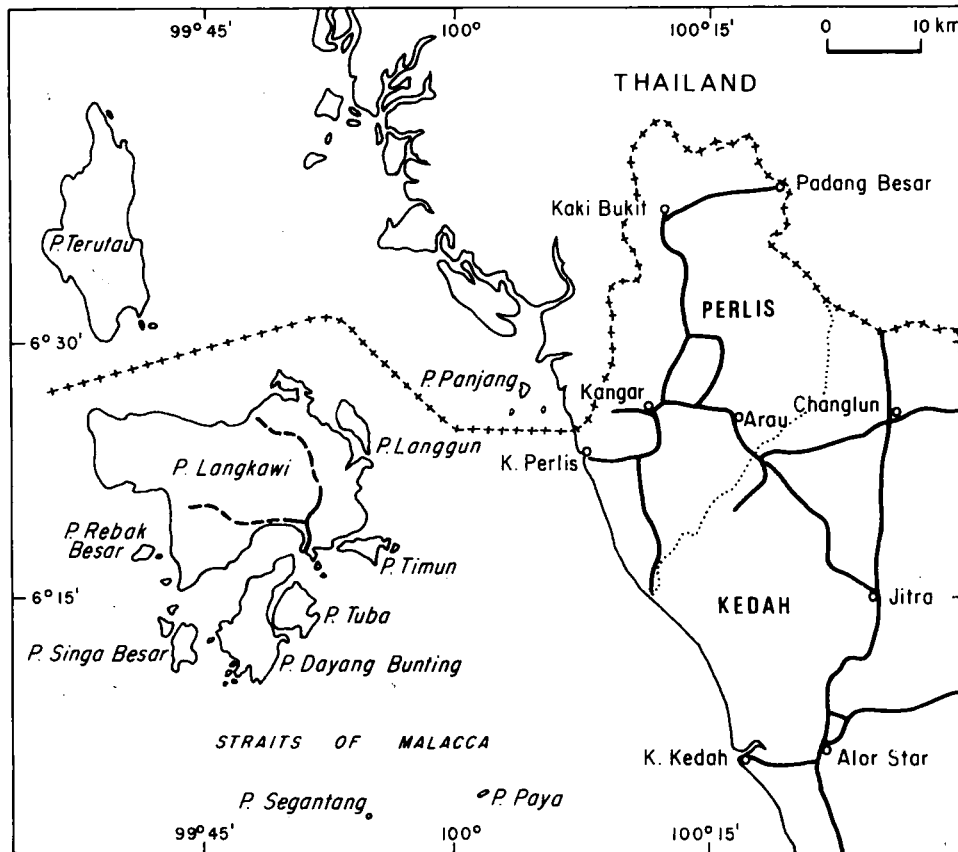 99°45'
100°
100°15'
0
10 km
THAILAND
Padang Besar
Kaki Bukit
P. Terutau
PERLIS
6°30'
P. Panjang
Kangar
Arau
Changlun
P. Langgun
K. Perlis
P. Langkawi
P. Rebak
Besar
P. Timun
6°15'
Jitra
KEDAH
P. Tuba
P. Singa Besar
P. Dayang Bunting
STRAITS OF MALACCA
K. Kedah
Alor Star
P. Segantang
P. Paya
99°45'
100°
100°15'